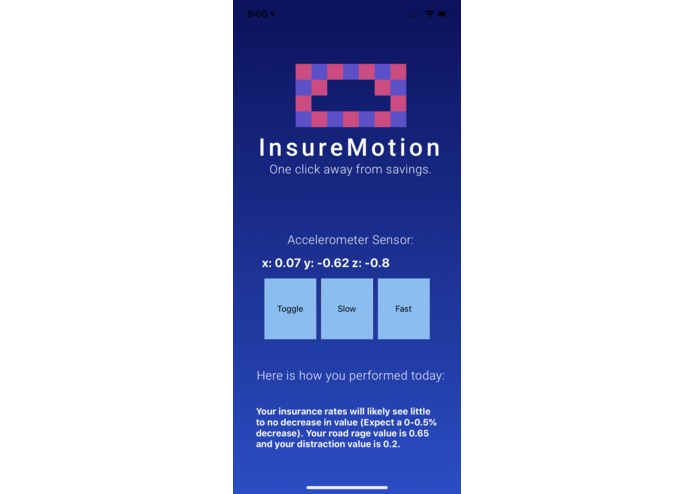 9:05
InsureMotion
One click away from savings.
Accelerometer Sensor:
x: 0.07 y: -0.62 z: -0.8
Toggle Slow Fast
Here is how you performed today:
Your insurance rates will likely see little
to no decrease in value (Expect a 0-0.5%
decrease). Your road rage value is 0.65
and your distraction value is 0.2.